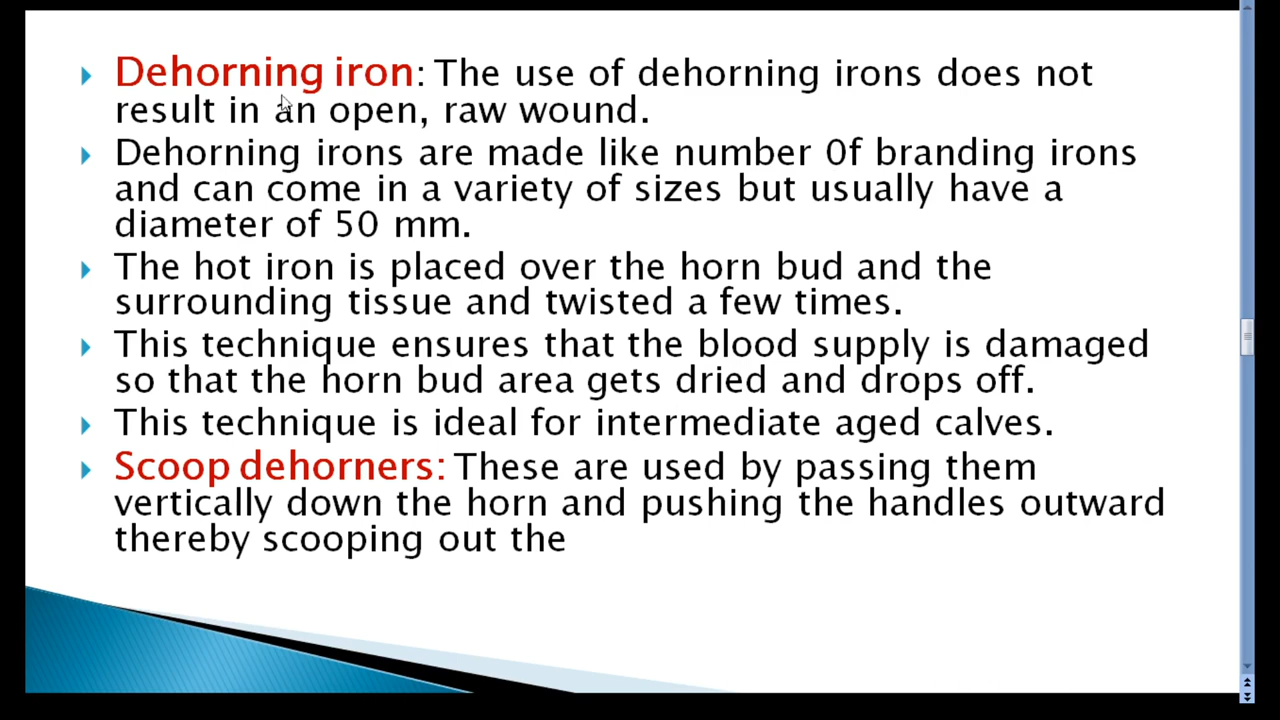 Dehorning iron: The use of dehorning irons does not
result in an open, raw wound.
Dehorning irons are made like number 0f branding irons
and can come in a variety of sizes but usually have a
diameter of 50 mm.
The hot iron is placed over the horn bud and the
surrounding tissue and twisted a few times.
This technique ensures that the blood supply is damaged
so that the horn bud area gets dried and drops off.
This technique is ideal for intermediate aged calves.
Scoop dehorners: These are used by passing them
vertically down the horn and pushing the handles outward
thereby scooping out the